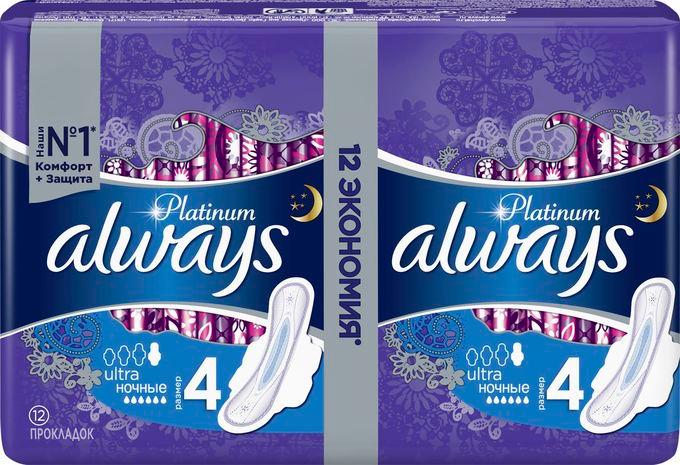 Наши
№1*
Комфорт
+ Защита
Platinum
always
ultra
ночные
размер
4
12
ПРОКЛАДОК
12 ЭКОНОМИЯ*
Platinum
always
ultra
ночные
размер
4